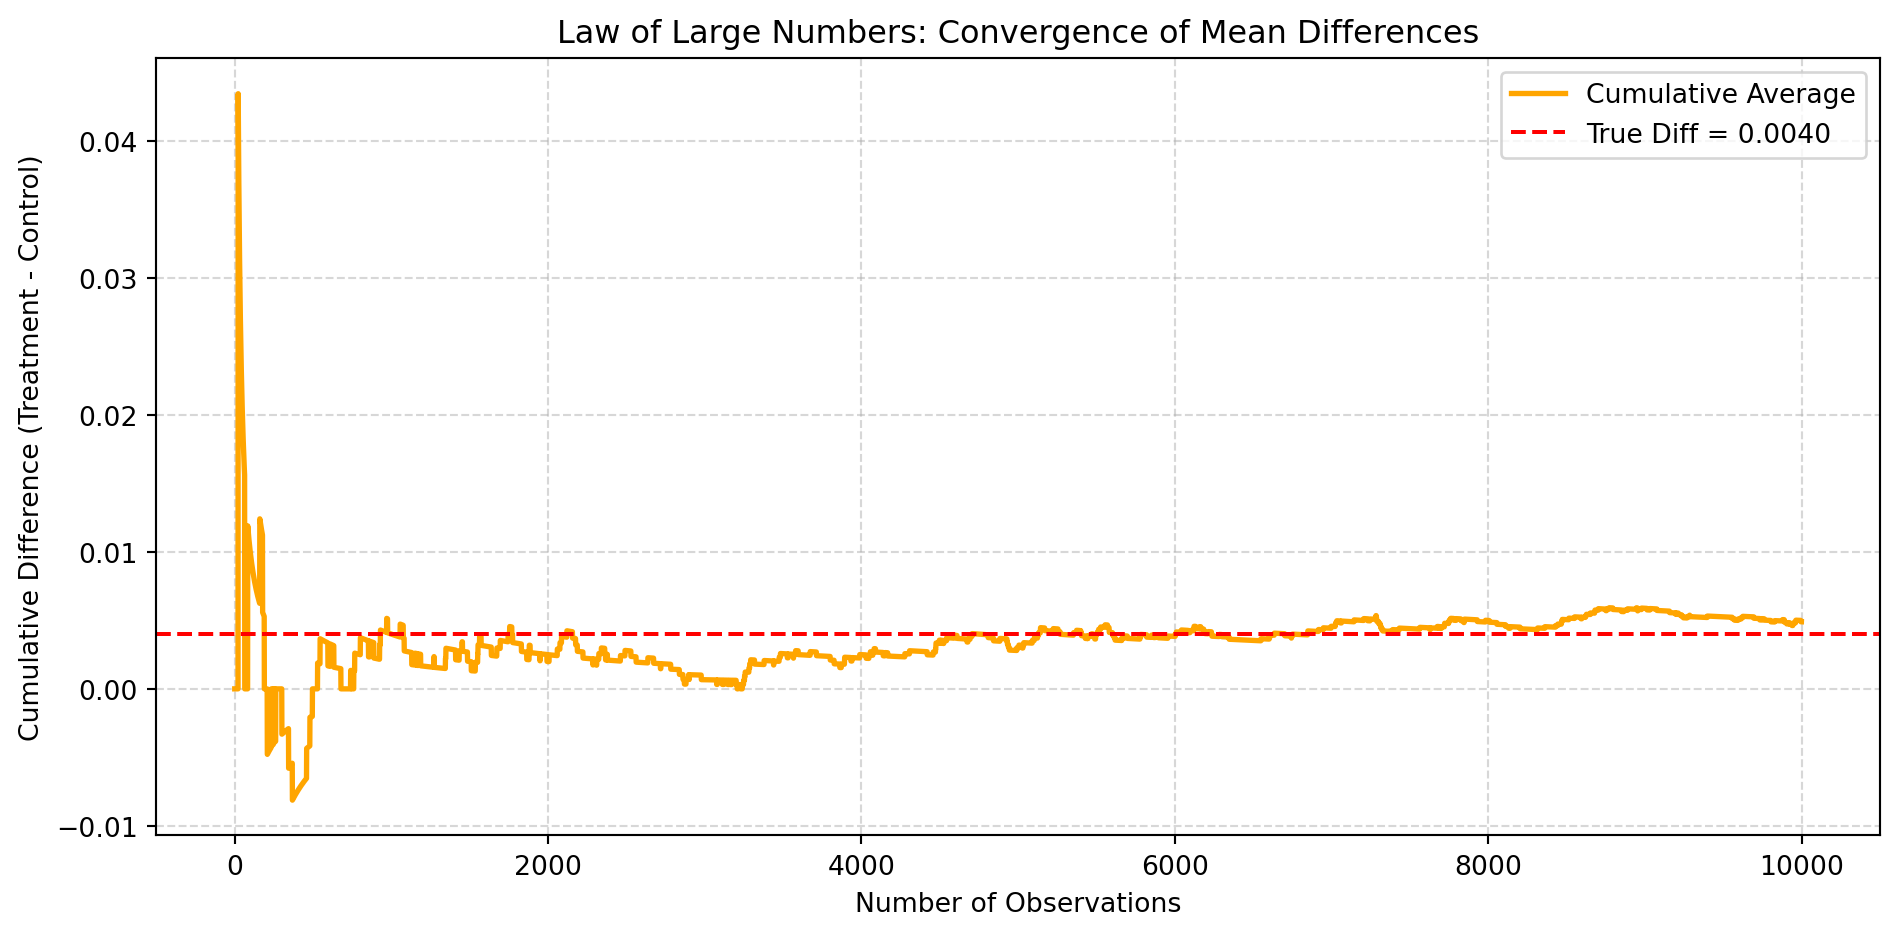 Law of Large Numbers: Convergence of Mean Differences
Cumulative Average
True Diff = 0.0040
Cumulative Difference (Treatment - Control)
0.04
0.03
0.02
0.01
0.00
−0.01
0
2000
4000
6000
8000
10000
Number of Observations